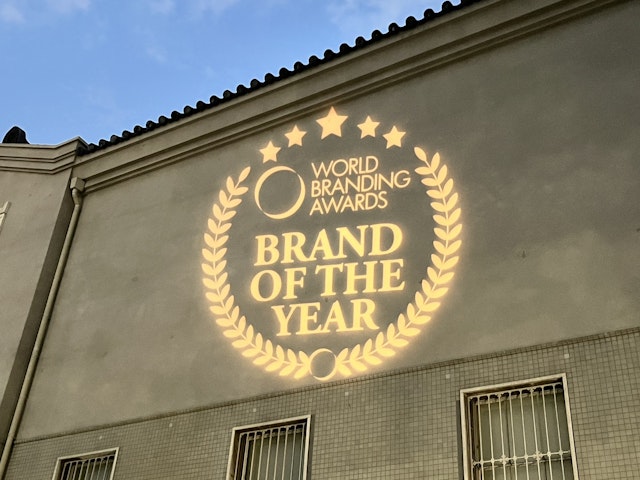 WORLD
BRANDING
AWARDS
BRAND
OF THE
YEAR